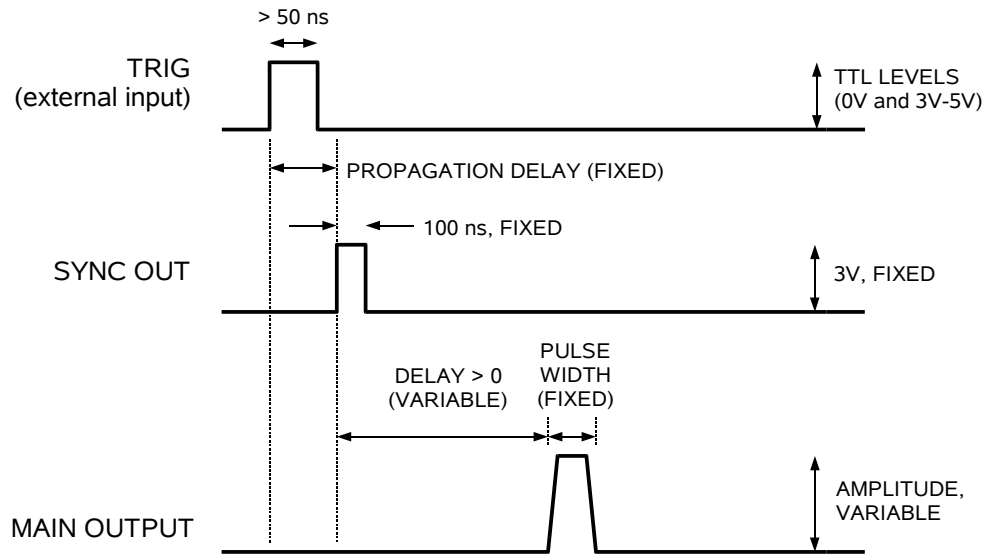 > 50 ns
TRIG
(external input)
TTL LEVELS
(0V and 3V-5V)
PROPAGATION DELAY (FIXED)
100 ns, FIXED
SYNC OUT
3V, FIXED
DELAY > 0
(VARIABLE)
PULSE
WIDTH
(FIXED)
MAIN OUTPUT
AMPLITUDE,
VARIABLE